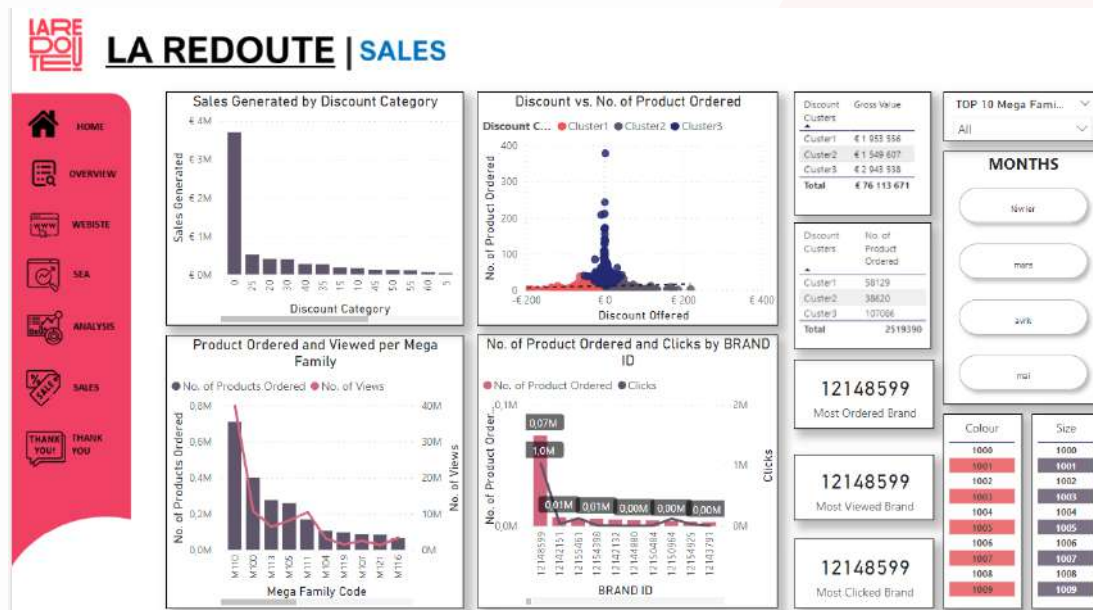 LA RE DOUTE
LA REDOUTE | SALES
HOME
OVERVIEW
WEBISTE
SEA
ANALYSIS
SALES
THANK YOU!
THANK YOU
Sales Generated by Discount Category
Sales Generated
€ 4M
€ 3M
€ 2M
€ 1M
€ 0M
0 25 20 30 40 35 15 10 45 50 55 60 5
Discount Category
Discount vs. No. of Product Ordered
Discount C... Cluster1 Cluster2 Cluster3
No. of Product Ordered
400
300
200
100
0
-€ 200 € 0 € 200 € 400
Discount Offered
Discount Clusters Gross Value
Cluster1 € 1 953 556
Cluster2 € 1 549 607
Cluster3 € 2 943 538
Total € 76 113 671
Discount Clusters No. of Product Ordered
Cluster1 58129
Cluster2 38620
Cluster3 107086
Total 2519390
TOP 10 Mega Fami...
All
MONTHS
février
mars
avril
mai
Product Ordered and Viewed per Mega
Family
No. of Products Ordered No. of Views
No. of Products Ordered
0,8M
0,6M
0,4M
0,2M
0,0M
40M
30M
20M
10M
0M
No. of Views
M110 M100 M113 M105 M111 M104 M119 M107 M121 M116
Mega Family Code
No. of Product Ordered and Clicks by BRAND
ID
No. of Product Ordered Clicks
No. of Product Order...
0,1M
0,0M
2M
1M
0M
Clicks
0,07M
1,0M
0,01M 0,01M 0,00M 0,00M 0,00M
12148599 12142151 12155461 12154398 12142132 12144880 12150484 12150864 12154925 12143791
BRAND ID
12148599
Most Ordered Brand
12148599
Most Viewed Brand
12148599
Most Clicked Brand
Colour
1000
1001
1002
1003
1004
1005
1006
1007
1008
1009
Size
1000
1001
1002
1003
1004
1005
1006
1007
1008
1009